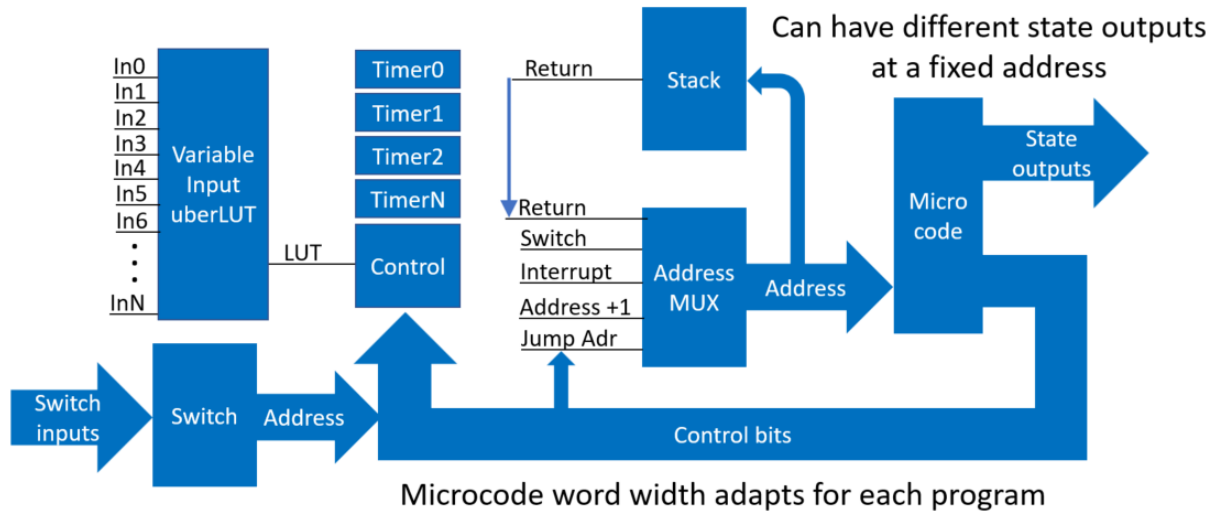 Can have different state outputs
at a fixed address
In0
In1
In2
In3
In4
In5
In6
InN
Variable
Input
uberLUT
LUT
Timer0
Timer1
Timer2
TimerN
Control
Return
Stack
Return
Switch
Interrupt
Address +1
Jump Adr
Address
MUX
Address
Micro
code
State
outputs
Switch
inputs
Switch
Address
Control bits
Microcode word width adapts for each program